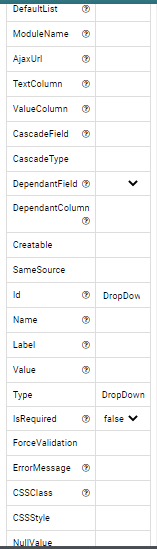 DefaultList
ModuleName
AjaxUrl
TextColumn
ValueColumn
CascadeField
CascadeType
DependantField
DependantColumn
Creatable
SameSource
Id DropDow
Name
Label
Value
Type DropDown
IsRequired false
ForceValidation
ErrorMessage
CSSClass
CSSStyle
NullValue